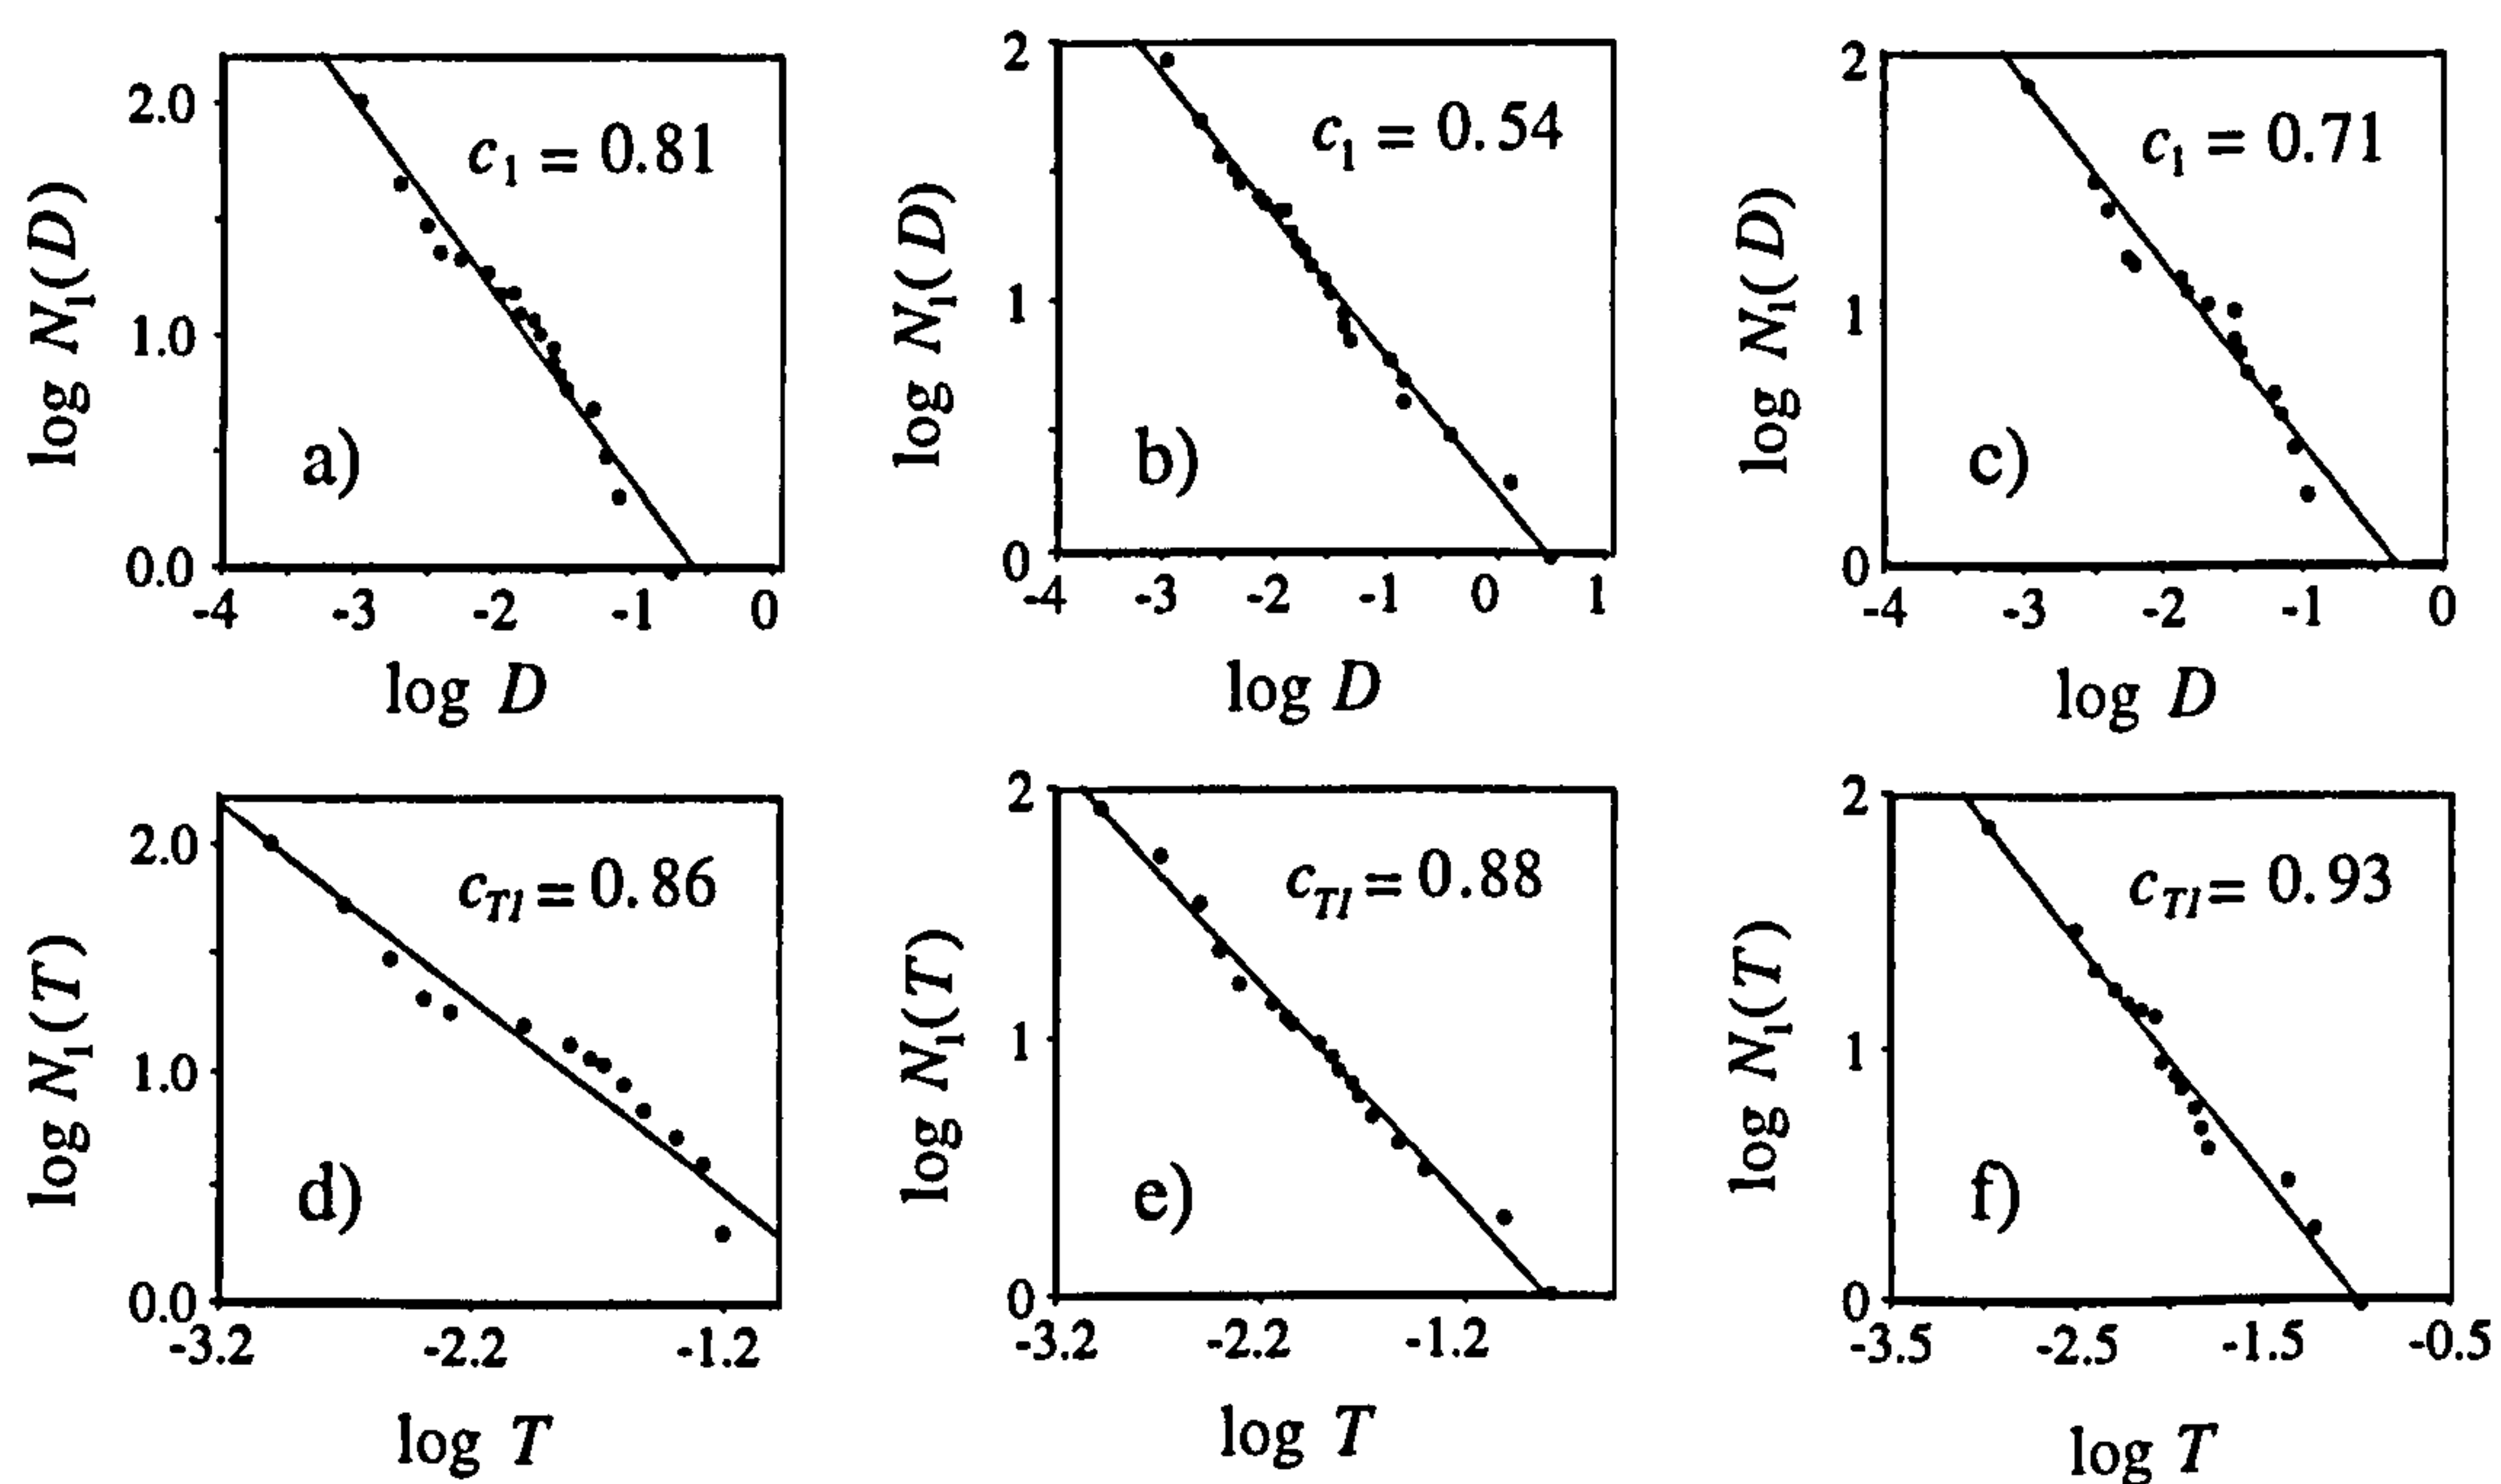 log N1(D)
2.0
1.0
0.0
c1 = 0.81
a)
-4 -3 -2 -1 0
log D
log N1(D)
2
1
0
c1 = 0.54
b)
-4 -3 -2 -1 0 1
log D
log N1(D)
2
1
0
c1 = 0.71
c)
-4 -3 -2 -1 0
log D
log N1(T)
2.0
1.0
0.0
cTl = 0.86
d)
-3.2 -2.2 -1.2
log T
log N1(T)
2
1
0
cTl = 0.88
e)
-3.2 -2.2 -1.2
log T
log N1(T)
2
1
0
cTl = 0.93
f)
-3.5 -2.5 -1.5 -0.5
log T